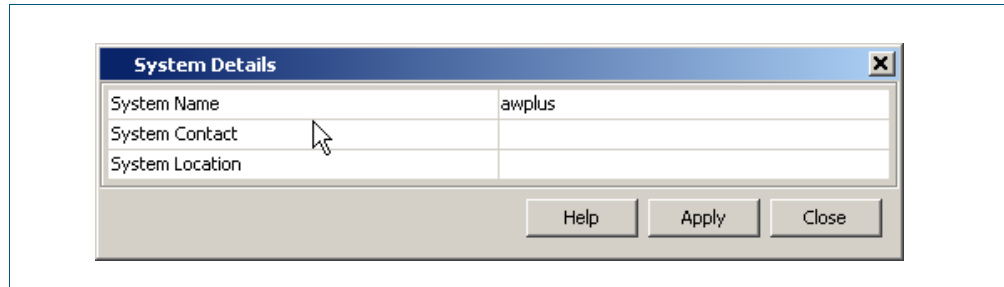 System Details
System Name awplus
System Contact
System Location
Help Apply Close